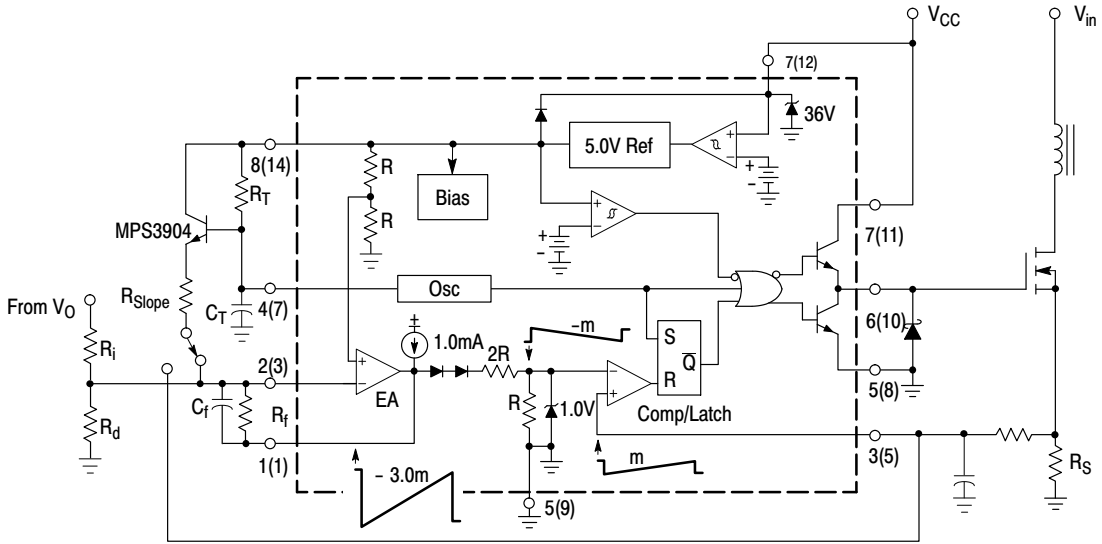 V_CC
V_in
7(12)
36V
5.0V Ref
+
−
+
−
R
8(14)
R_T
Bias
R
+
−
+
−
MPS3904
7(11)
R_Slope
From V_O
Osc
C_T
4(7)
6(10)
±
1.0mA
−m
S
Q̅
R
R_i
2R
2(3)
+
−
EA
−
+
5(8)
C_f
R_f
R
1.0V
Comp/Latch
R_d
1(1)
3(5)
m
R_S
− 3.0m
5(9)